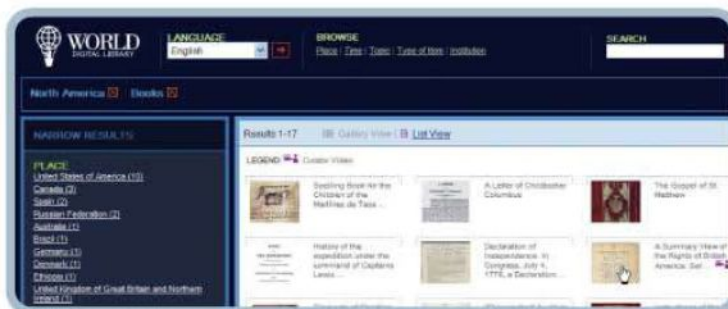 WORLD
DIGITAL LIBRARY
LANGUAGE
English
BROWSE
Place | Time | Topic | Type of Item | Institution
SEARCH
North America
Books
NARROW RESULTS
PLACE
United States of America (10)
Canada (3)
Spain (2)
Russian Federation (2)
Australia (1)
Brazil (1)
Germany (1)
Denmark (1)
Ethiopia (1)
United Kingdom of Great Britain and Northern
Ireland (1)
Results 1-17
Gallery View
List View
LEGEND
Curator Video
Spelling Book for the
Children of the
de Taos ...
A Letter of Christopher
Columbus
The Gospel of St.
Matthew
History of the
expedition under the
command of Captains
Lewis ...
Declaration of
Independence. In
Congress, July 4,
1776, a Declaration ...
A Summary View of
the Rights of British
America. Set ...